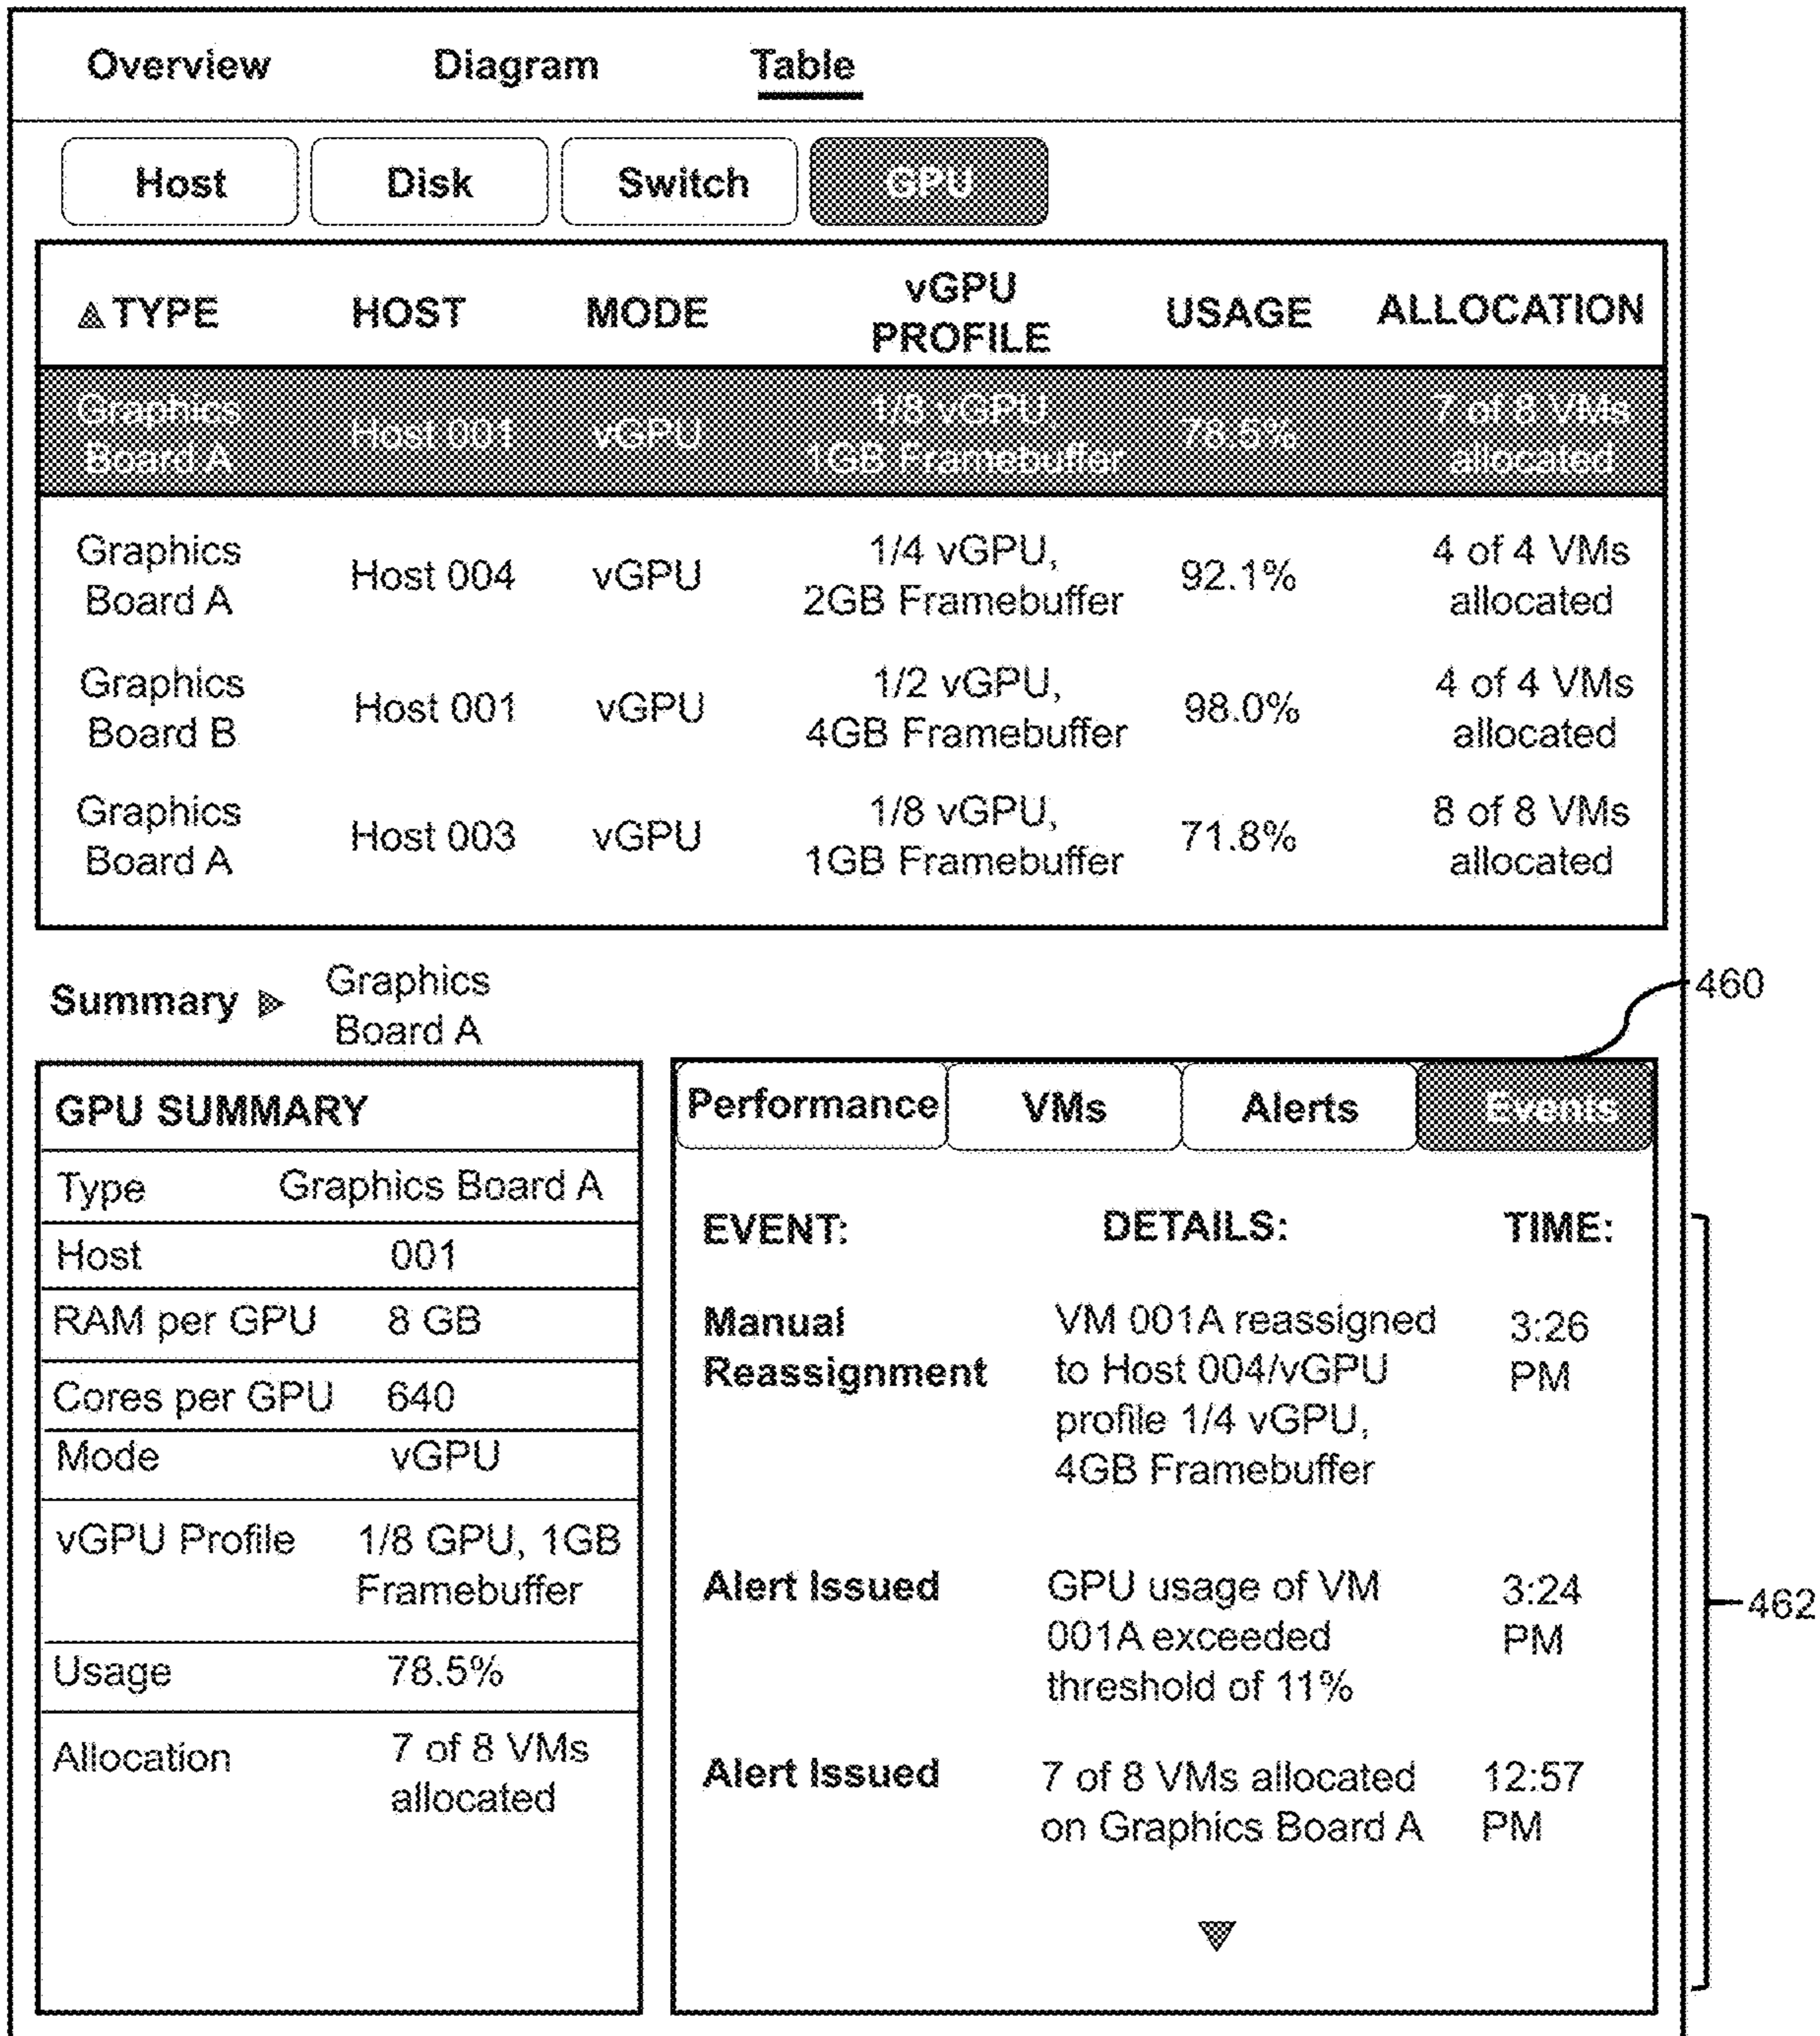 Overview Diagram Table
Host Disk Switch GPU
TYPE HOST MODE vGPU PROFILE USAGE ALLOCATION
Graphics Board A Host 001 vGPU 1/8 vGPU, 1GB Framebuffer 78.5% 7 of 8 VMs allocated
Graphics Board A Host 004 vGPU 1/4 vGPU, 2GB Framebuffer 92.1% 4 of 4 VMs allocated
Graphics Board B Host 001 vGPU 1/2 vGPU, 4GB Framebuffer 98.0% 4 of 4 VMs allocated
Graphics Board A Host 003 vGPU 1/8 vGPU, 1GB Framebuffer 71.8% 8 of 8 VMs allocated
Summary Graphics Board A
460
GPU SUMMARY
Type Graphics Board A
Host 001
RAM per GPU 8 GB
Cores per GPU 640
Mode vGPU
vGPU Profile 1/8 GPU, 1GB
Framebuffer
Usage 78.5%
Allocation 7 of 8 VMs
allocated
Performance VMs Alerts Events
EVENT: DETAILS: TIME:
Manual VM 001A reassigned 3:26
Reassignment to Host 004/vGPU PM
profile 1/4 vGPU,
4GB Framebuffer
Alert Issued GPU usage of VM 3:24
001A exceeded PM
threshold of 11%
Alert Issued 7 of 8 VMs allocated 12:57
on Graphics Board A PM
462